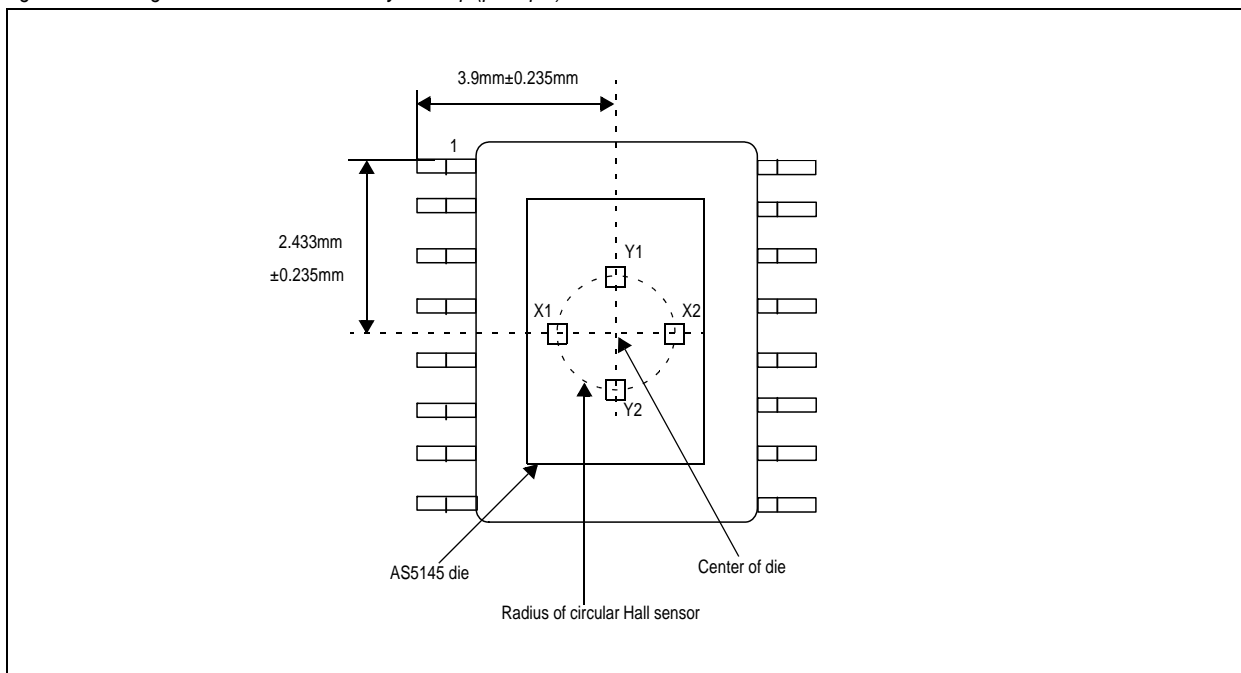 3.9mm±0.235mm
1
2.433mm
±0.235mm
Y1
X1
X2
Y2
AS5145 die
Center of die
Radius of circular Hall sensor